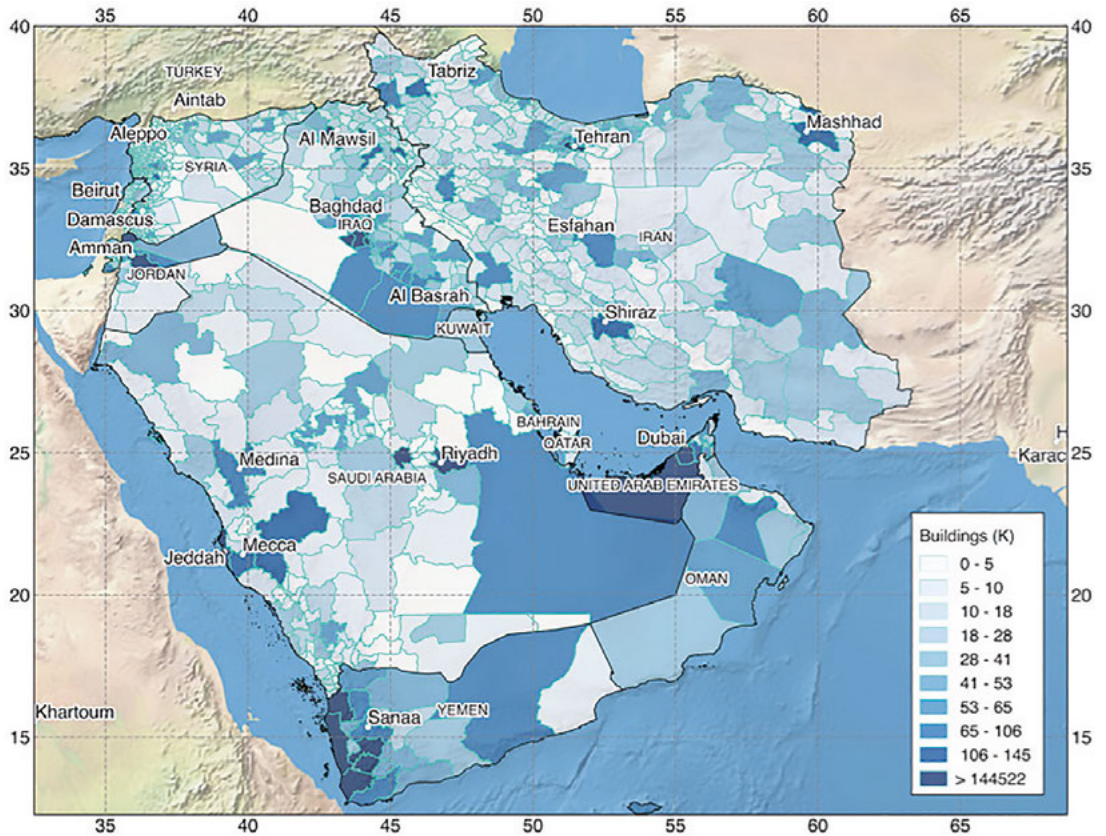 35 40 45 50 55 60 65
40 40
TURKEY
Tabriz
Aintab
Aleppo
Al Mawsil
Tehran
Mashhad
35 35
SYRIA
Beirut
Baghdad
Damascus
IRAQ
Esfahan
IRAN
Amman
JORDAN
Al Basrah
30 30
Shiraz
KUWAIT
BAHRAIN
QATAR
Dubai
H
25 25
Medina
Riyadh
Karac
SAUDI ARABIA
UNITED ARAB EMIRATES
Jeddah
Mecca
OMAN
20 20
Khartoum
Sanaa
YEMEN
15 15
Buildings (K)
0 - 5
5 - 10
10 - 18
18 - 28
28 - 41
41 - 53
53 - 65
65 - 106
106 - 145
> 144522
35 40 45 50 55 60 65